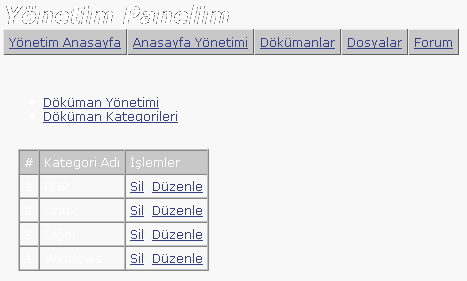 Yönetim Panelim
Yönetim Anasayfa Anasayfa Yönetimi Dökümanlar Dosyalar Forum
Döküman Yönetimi
Döküman Kategorileri
# Kategori Adı İşlemler
PHP Sil Düzenle
Linux Sil Düzenle
Diğer Sil Düzenle
Windows Sil Düzenle